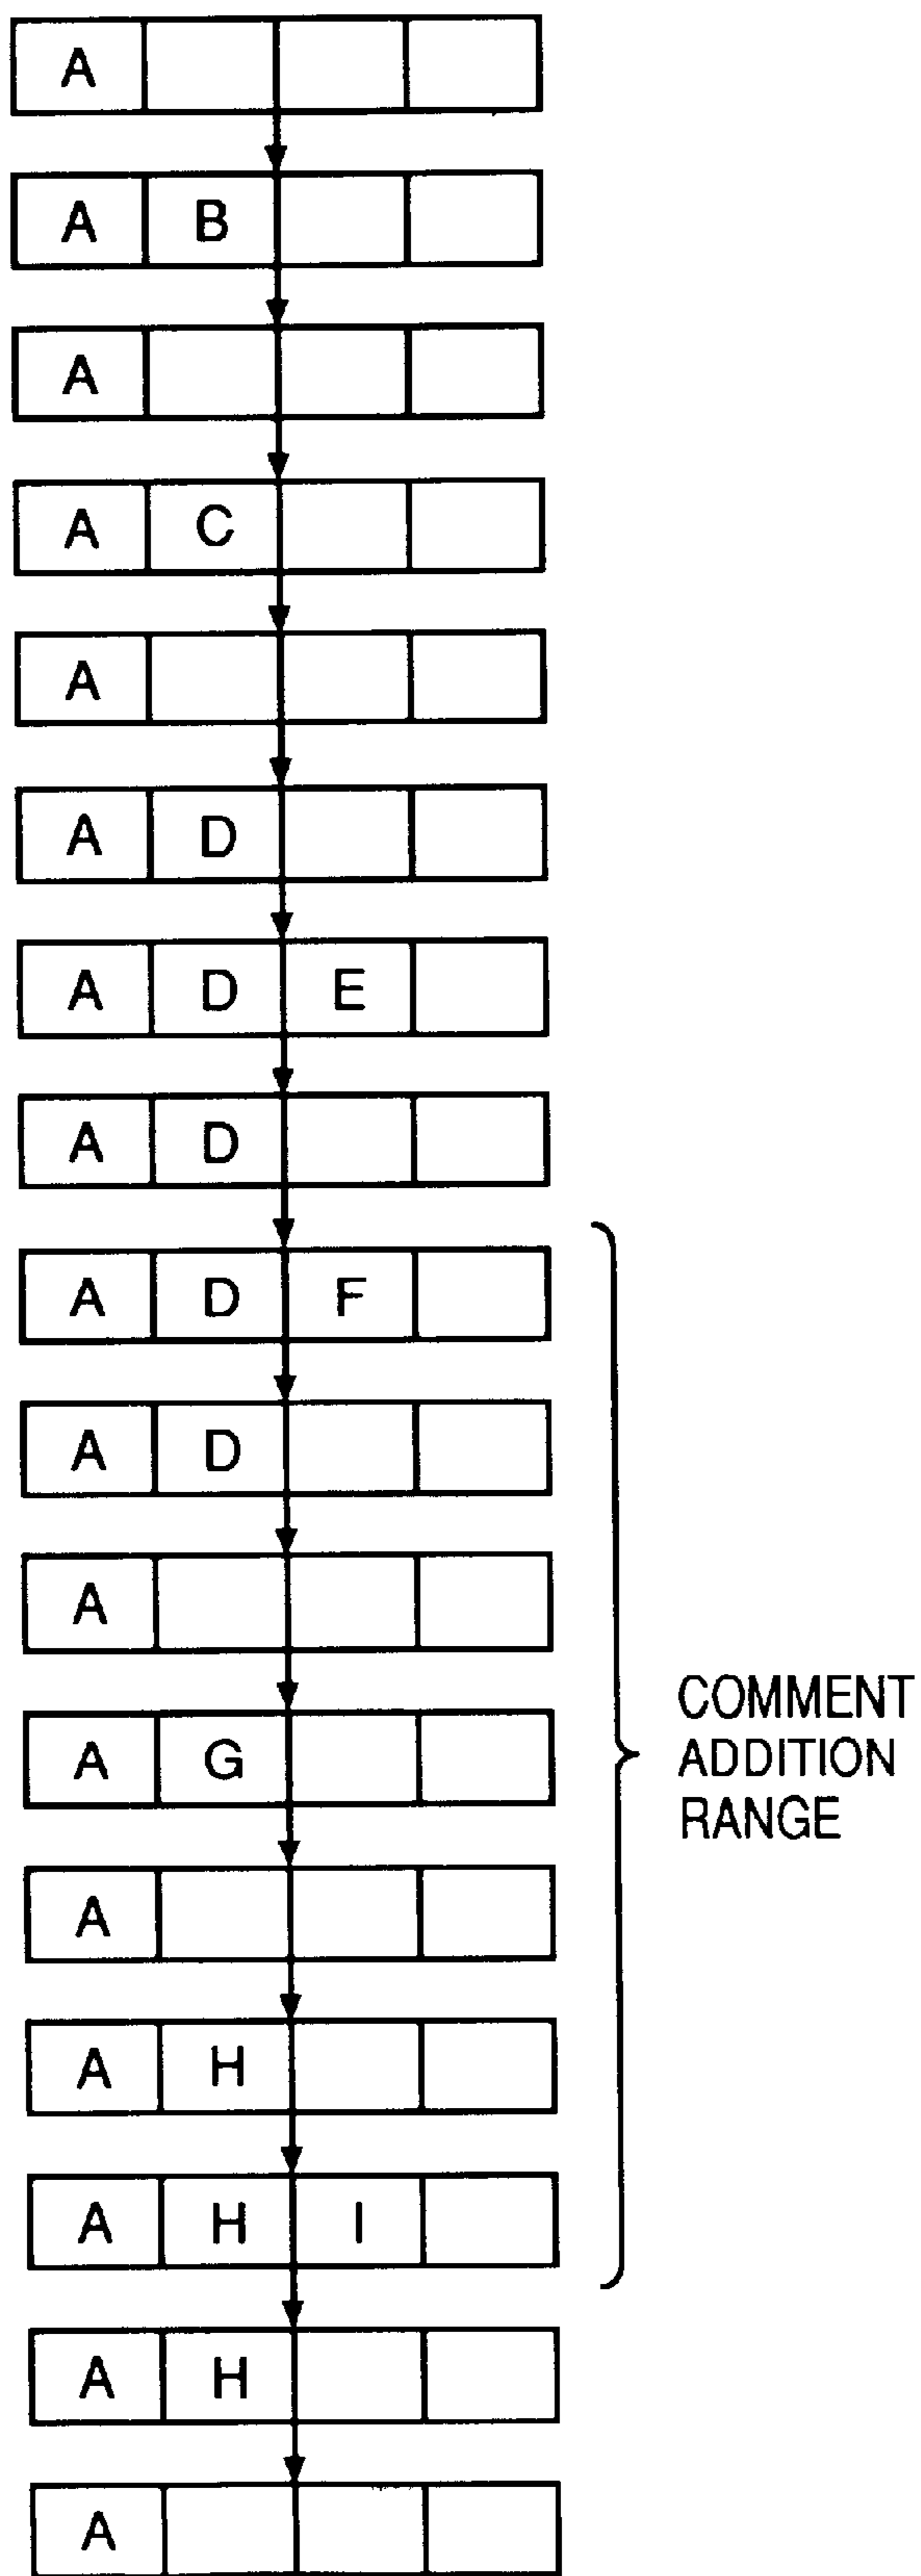 A
A B
A
A C
A
A D
A D E
A D
A D F
A D
A
A G
A
A H
A H I
A H
A
COMMENT
ADDITION
RANGE